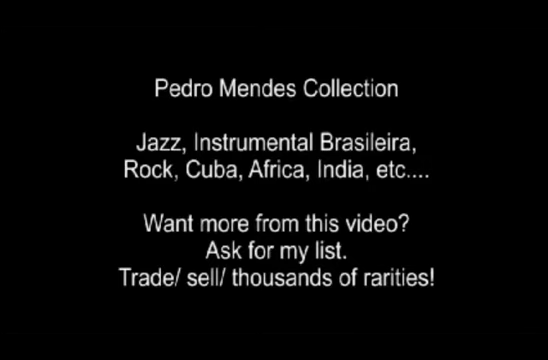 Pedro Mendes Collection
Jazz, Instrumental Brasileira,
Rock, Cuba, Africa, India, etc....
Want more from this video?
Ask for my list.
Trade/ sell/ thousands of rarities!